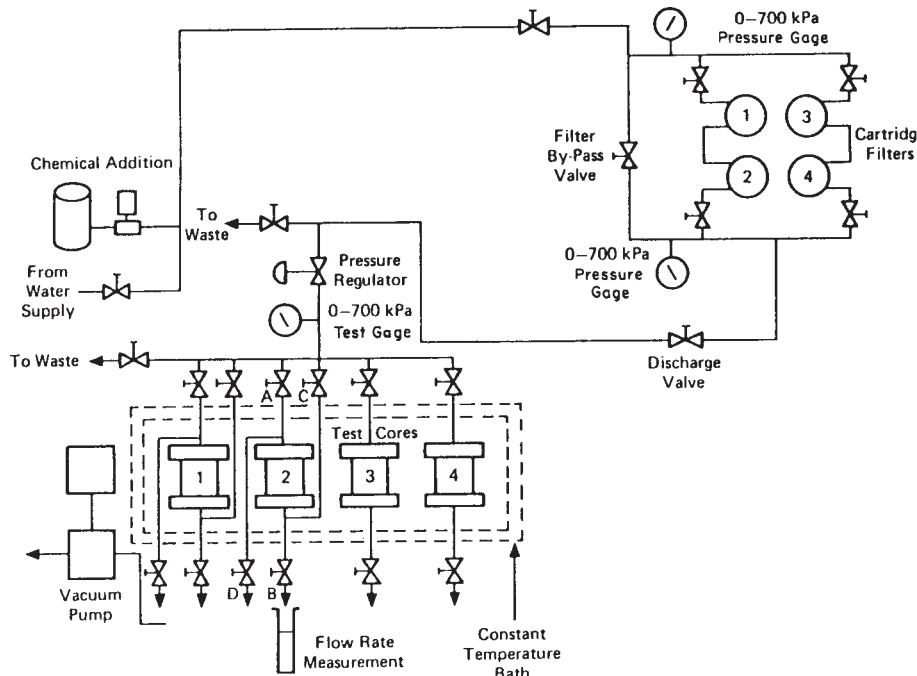 0–700 kPa
Pressure Gage
1
3
Filter
By-Pass
Valve
Cartridg
Filters
2
4
Chemical Addition
To
Waste
0–700 kPa
Pressure
Gage
From
Water
Supply
Pressure
Regulator
0–700 kPa
Test Gage
To Waste
Discharge
Valve
A
C
Test Cores
1
2
3
4
D
B
Vacuum
Pump
Flow Rate
Measurement
Constant
Temperature
Bath